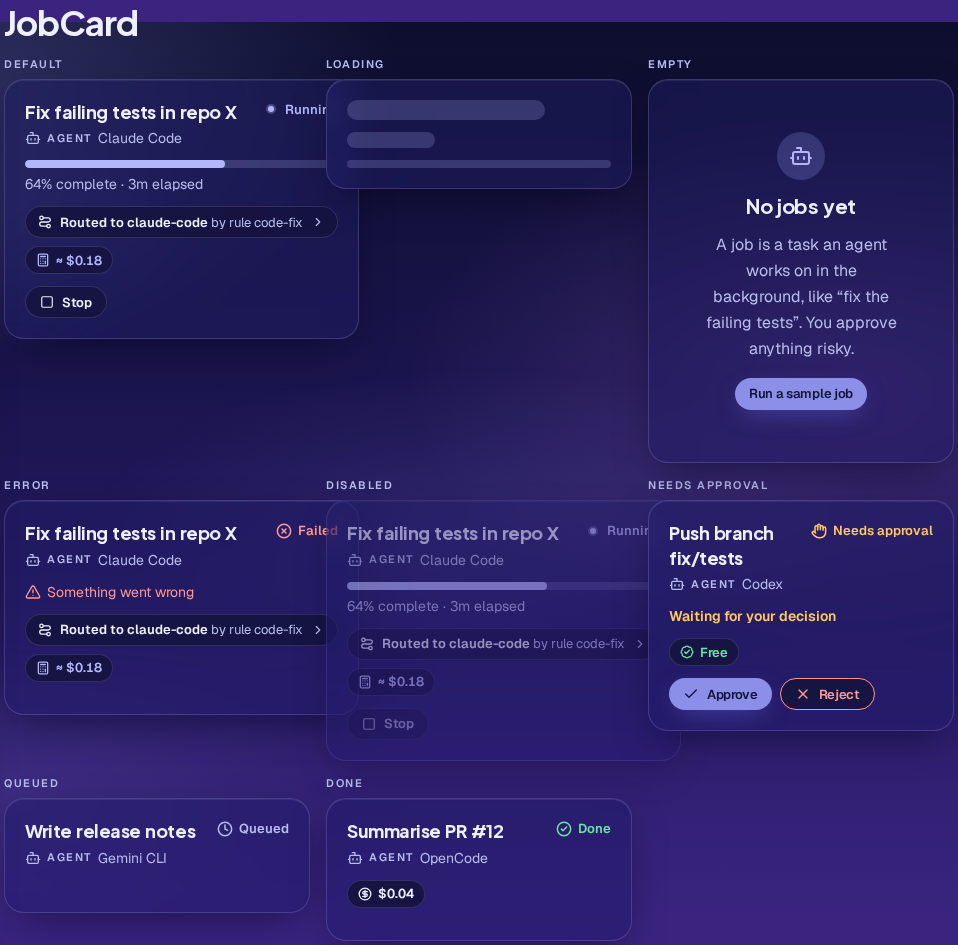 JobCard
DEFAULT
Fix failing tests in repo X
AGENT Claude Code
64% complete · 3m elapsed
Routed to claude-code by rule code-fix
≈ $0.18
Stop
LOADING
EMPTY
No jobs yet
A job is a task an agent
works on in the
background, like “fix the
failing tests”. You approve
anything risky.
Run a sample job
ERROR
Fix failing tests in repo X
Failed
AGENT Claude Code
Something went wrong
Routed to claude-code by rule code-fix
≈ $0.18
DISABLED
Fix failing tests in repo X
AGENT Claude Code
64% complete · 3m elapsed
Routed to claude-code by rule code-fix
≈ $0.18
Stop
NEEDS APPROVAL
Push branch
fix/tests
Needs approval
AGENT Codex
Waiting for your decision
Free
Approve
Reject
QUEUED
Write release notes
Queued
AGENT Gemini CLI
DONE
Summarise PR #12
Done
AGENT OpenCode
$0.04